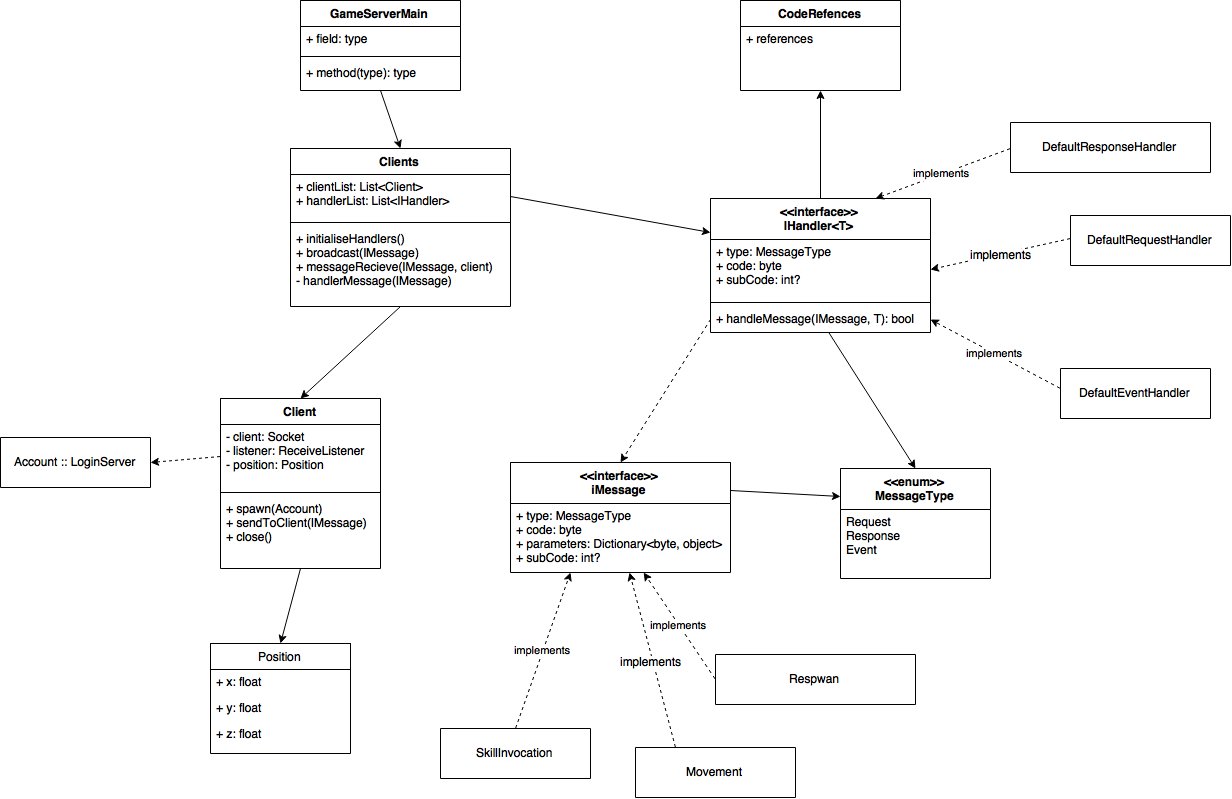 GameServerMain
+ field: type
+ method(type): type
CodeRefences
+ references
Clients
+ clientList: List<Client>
+ handlerList: List<IHandler>
+ initialiseHandlers()
+ broadcast(IMessage)
+ messageRecieve(IMessage, client)
- handlerMessage(IMessage)
DefaultResponseHandler
implements
<<interface>>
IHandler<T>
+ type: MessageType
+ code: byte
+ subCode: int?
+ handleMessage(IMessage, T): bool
DefaultRequestHandler
implements
implements
DefaultEventHandler
Client
- client: Socket
- listener: ReceiveListener
- position: Position
+ spawn(Account)
+ sendToClient(IMessage)
+ close()
Account :: LoginServer
<<interface>>
iMessage
+ type: MessageType
+ code: byte
+ parameters: Dictionary<byte, object>
+ subCode: int?
<<enum>>
MessageType
Request
Response
Event
Position
+ x: float
+ y: float
+ z: float
implements
implements
implements
Respwan
SkillInvocation
Movement